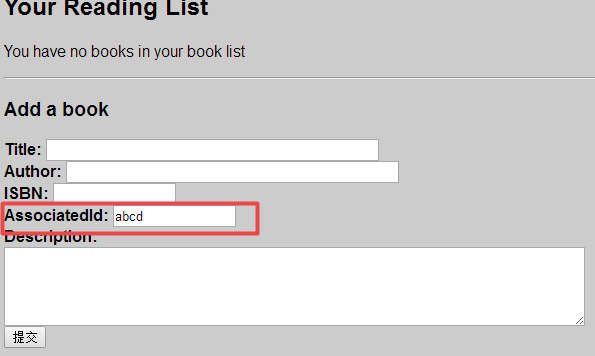 Your Reading List
You have no books in your book list
Add a book
Title:
Author:
ISBN:
AssociatedId: abcd
Description:
提交